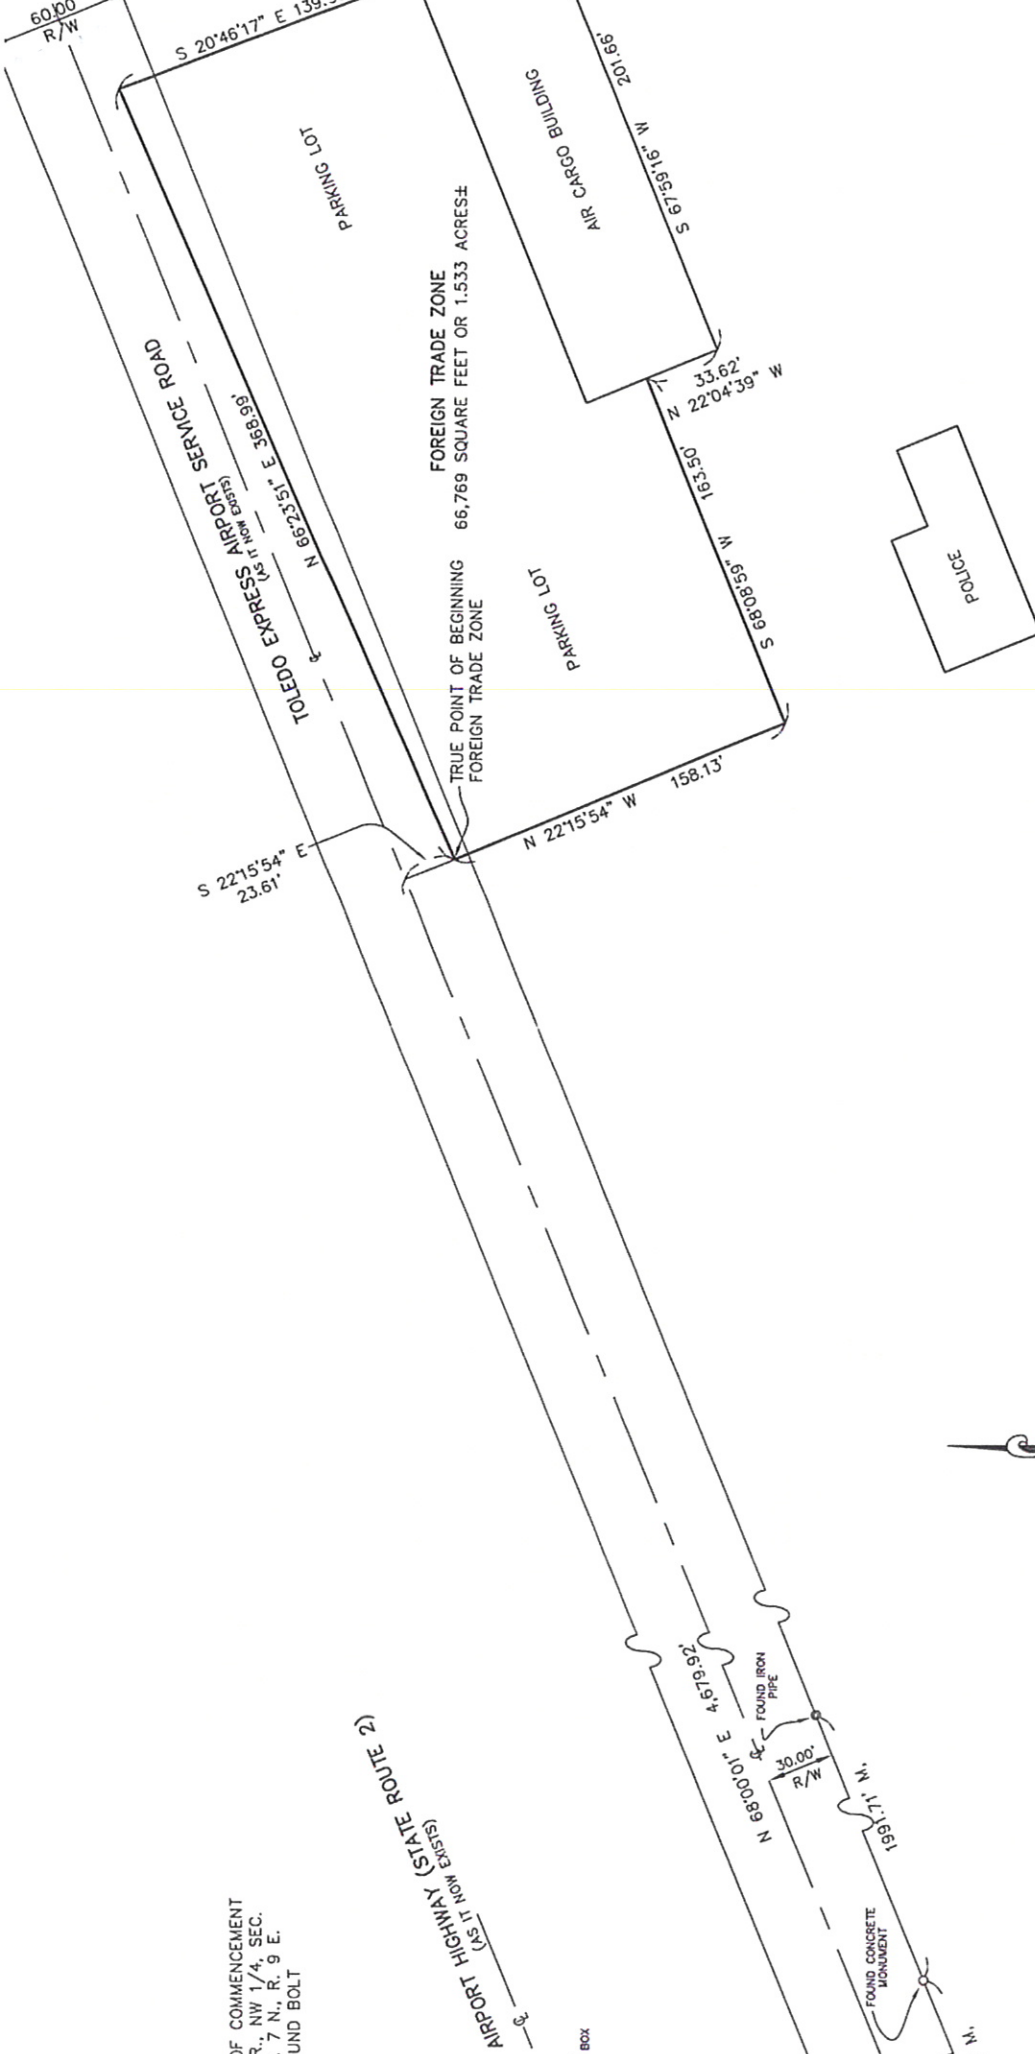 60.00
R/W
S 20°46'17" E 139.
PARKING LOT
AIR CARGO BUILDING
201.66'
S 67°59'16" W
TOLEDO EXPRESS AIRPORT SERVICE ROAD
(AS IT NOW EXISTS)
N 66°23'51" E 368.99'
FOREIGN TRADE ZONE
66,769 SQUARE FEET OR 1.533 ACRES±
33.62'
N 22°04'39" W
163.50'
S 68°08'59" W
POLICE
TRUE POINT OF BEGINNING
FOREIGN TRADE ZONE
PARKING LOT
158.13'
N 22°15'54" W
S 22°15'54" E
23.61'
N 68°00'01" E 4,679.92'
FOUND IRON
PIPE
30.00'
R/W
1991.71' M.
AIRPORT HIGHWAY (STATE ROUTE 2)
(AS IT NOW EXISTS)
FOUND CONCRETE
MONUMENT
OF COMMENCEMENT
R., NW 1/4, SEC.
7 N., R. 9 E.
UND BOLT
BOX
M.